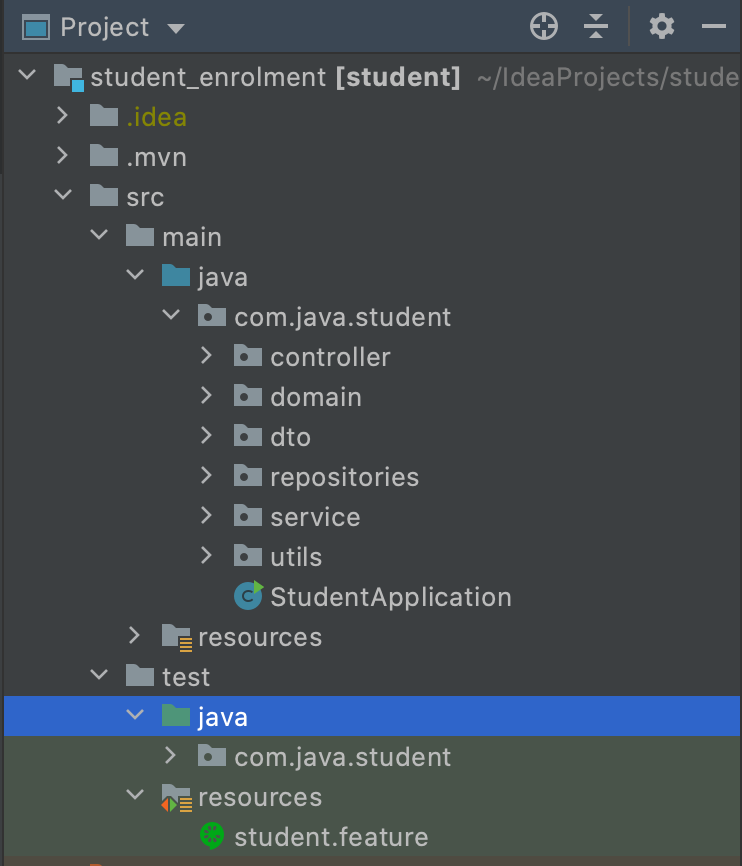 Project
student_enrolment [student] ~/IdeaProjects/stude
.idea
.mvn
src
main
java
com.java.student
controller
domain
dto
repositories
service
utils
StudentApplication
resources
test
java
com.java.student
resources
student.feature